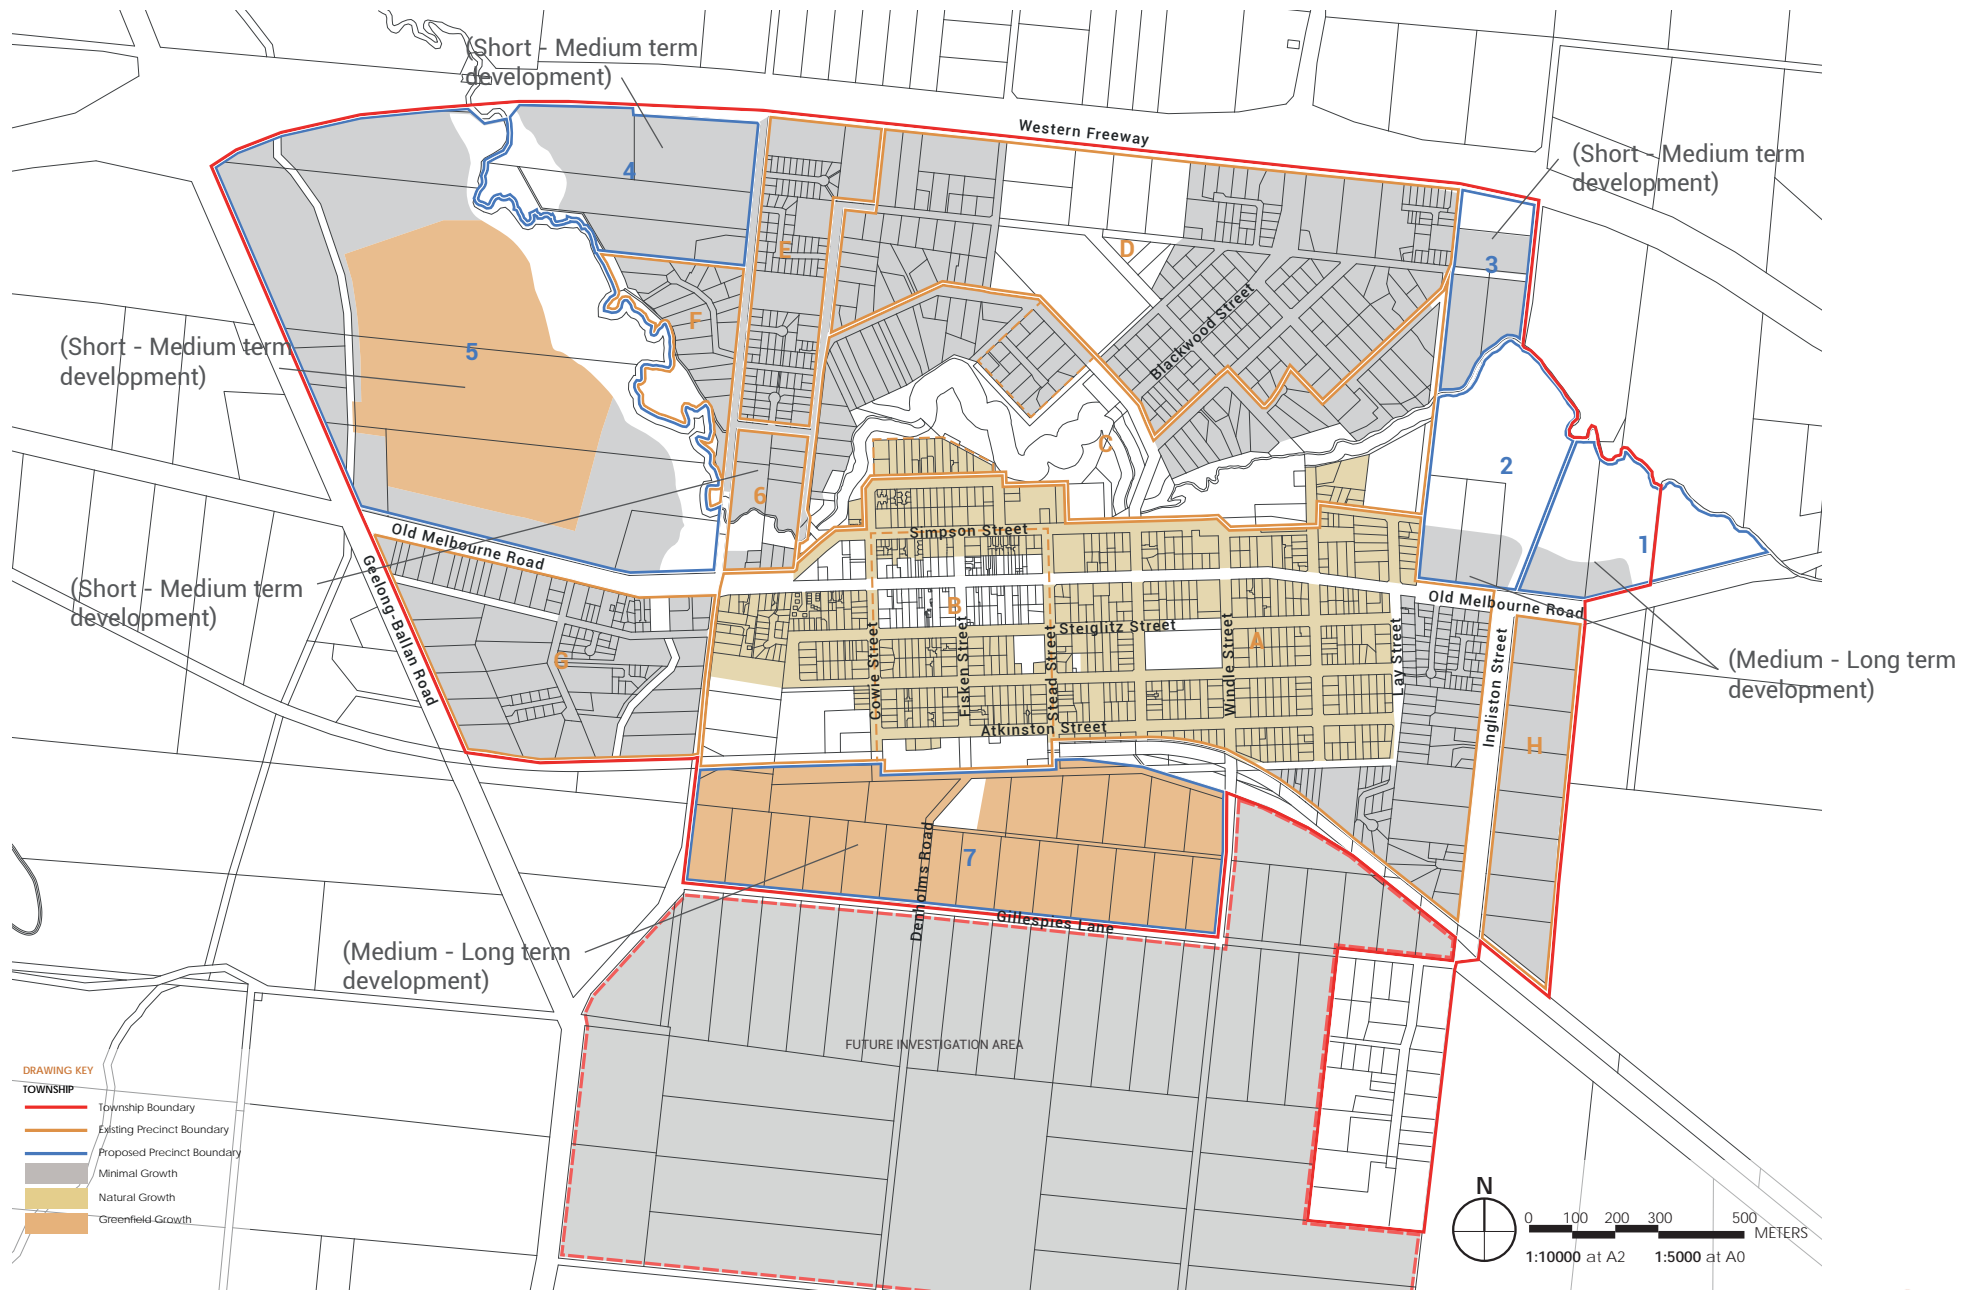 (Short - Medium term
development)
Western Freeway
(Short - Medium term
development)
4
E
D
3
Blackwood Street
F
(Short - Medium term
development)
5
C
2
6
1
Simpson Street
Old Melbourne Road
(Short - Medium term
development)
Geelong-Ballan Road
B
Old Melbourne Road
Steiglitz Street
A
G
Cowie Street
Fisken Street
Stead Street
Windle Street
Lay Street
Ingliston Street
(Medium - Long term
development)
Atkinston Street
H
7
Denholms Road
Gillespies Lane
(Medium - Long term
development)
FUTURE INVESTIGATION AREA
DRAWING KEY
TOWNSHIP
Township Boundary
Existing Precinct Boundary
Proposed Precinct Boundary
Minimal Growth
Natural Growth
Greenfield Growth
N
0 100 200 300 500
METERS
1:10000 at A2 1:5000 at A0